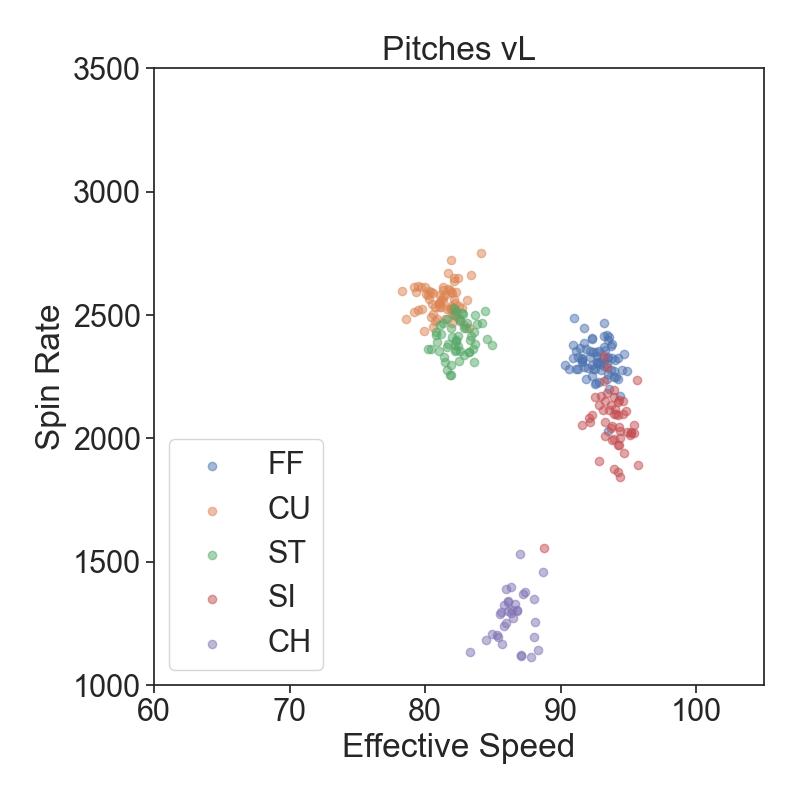 Pitches vL
3500
3000
2500
2000
1500
1000
Spin Rate
FF
CU
ST
SI
CH
60 70 80 90 100
Effective Speed